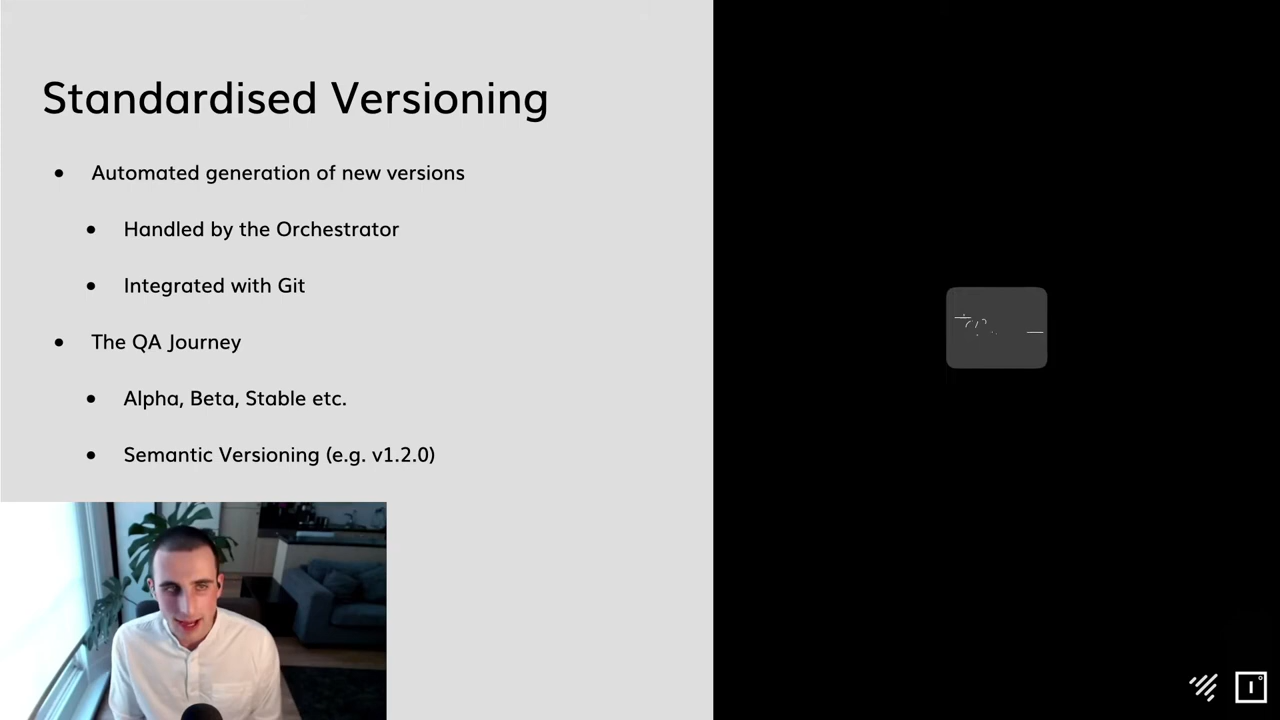 Standardised Versioning
• Automated generation of new versions
• Handled by the Orchestrator
• Integrated with Git
• The QA Journey
• Alpha, Beta, Stable etc.
• Semantic Versioning (e.g. v1.2.0)